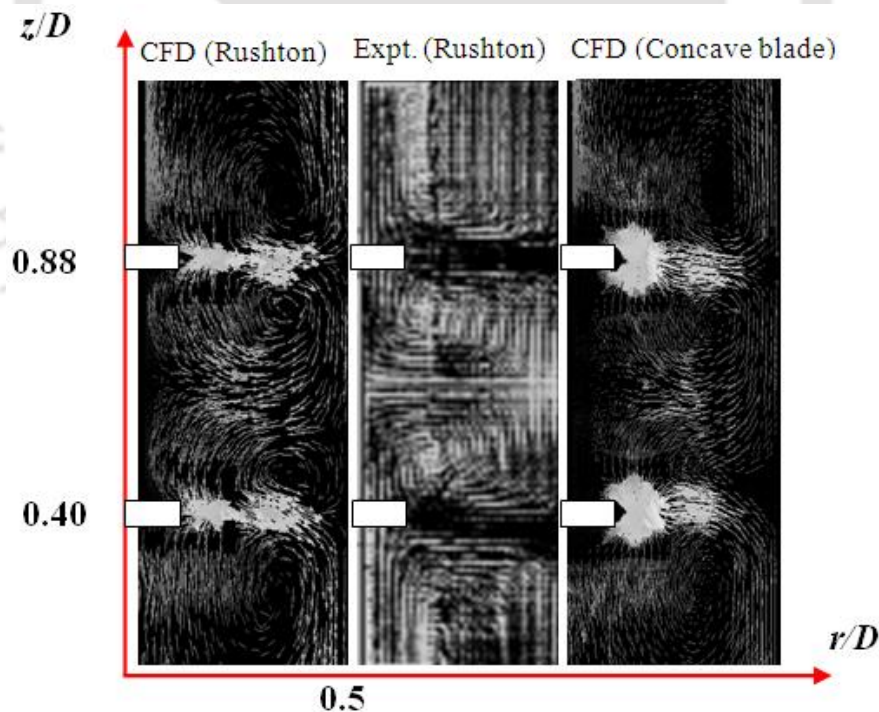 z/D
CFD (Rushton)
Expt. (Rushton)
CFD (Concave blade)
0.88
0.40
r/D
0.5